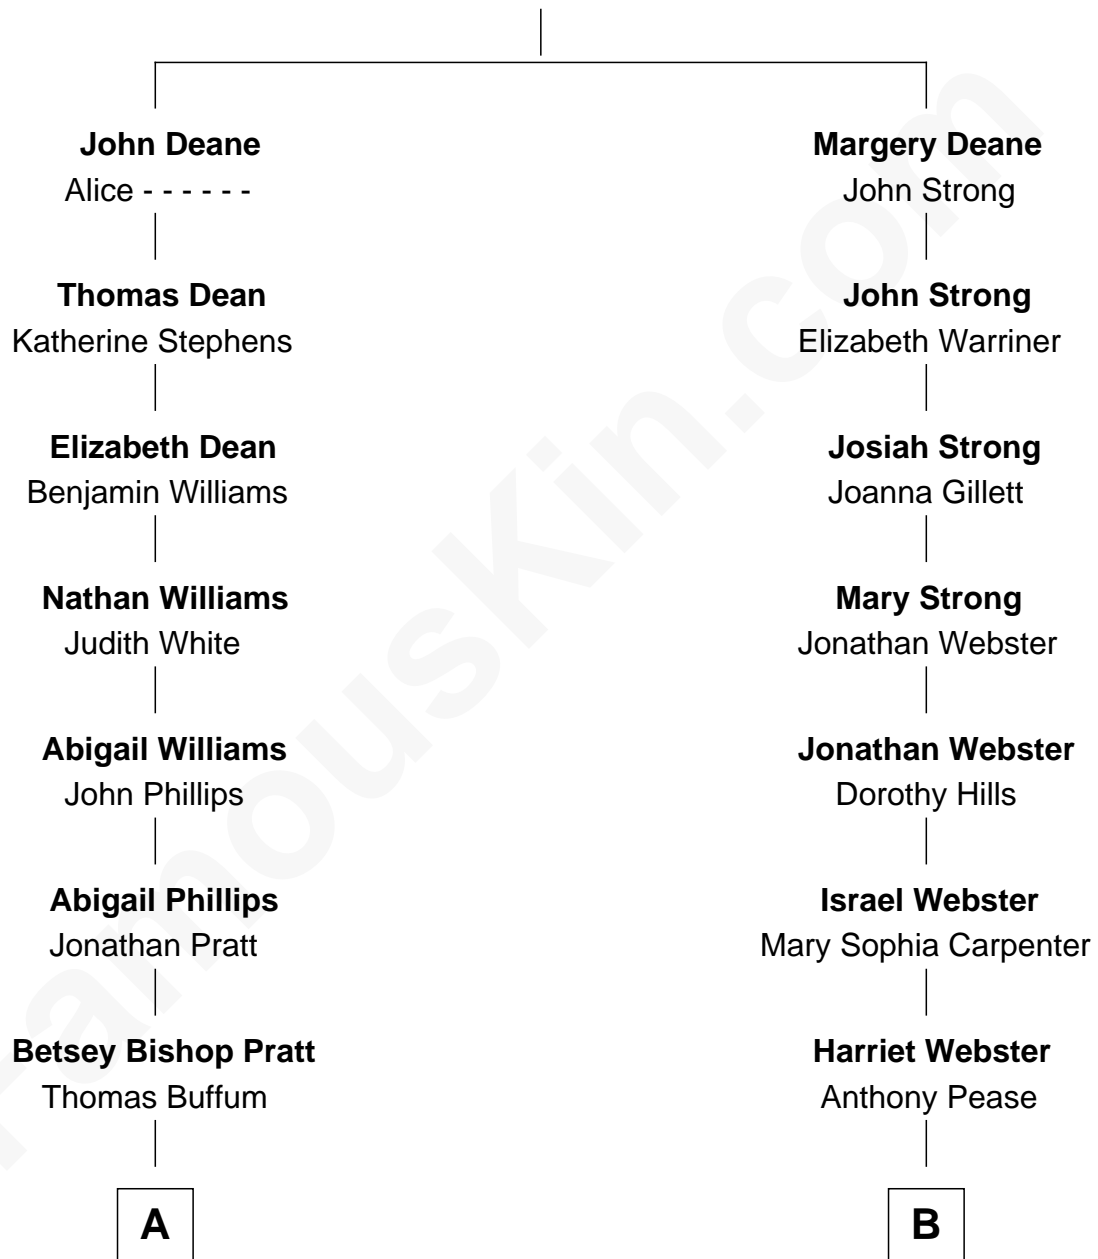 John Deane
Alice - - - - - -
Thomas Dean
Katherine Stephens
Elizabeth Dean
Benjamin Williams
Nathan Williams
Judith White
Abigail Williams
John Phillips
Abigail Phillips
Jonathan Pratt
Betsey Bishop Pratt
Thomas Buffum
A
Margery Deane
John Strong
John Strong
Elizabeth Warriner
Josiah Strong
Joanna Gillett
Mary Strong
Jonathan Webster
Jonathan Webster
Dorothy Hills
Israel Webster
Mary Sophia Carpenter
Harriet Webster
Anthony Pease
B
FamousKin.com